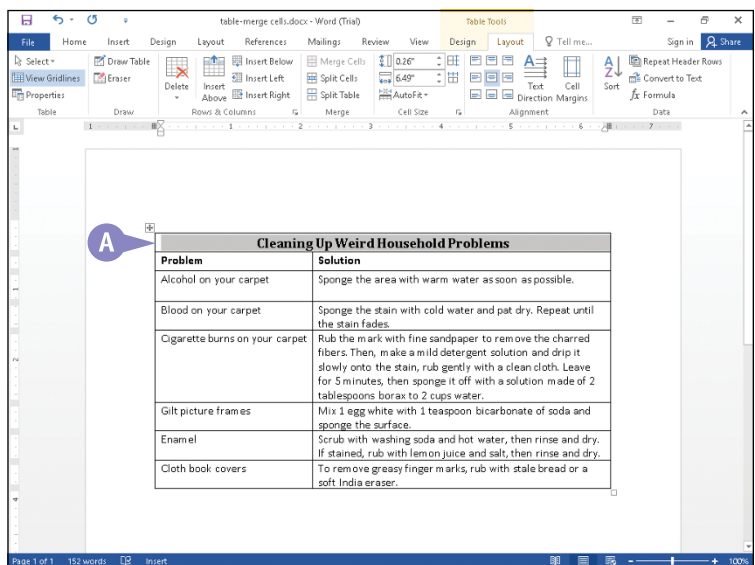 table-merge cells.docx - Word (Trial)
Table Tools
File Home Insert Design Layout References Mailings Review View Design Layout Tell me... Sign in Share
Select
View Gridlines
Properties
Table
Draw Table
Eraser
Draw
Delete
Insert Above
Insert Below
Insert Left
Insert Right
Rows & Columns
Merge Cells
Split Cells
Split Table
Merge
0.26"
6.49"
AutoFit
Cell Size
Text Direction
Cell Margins
Alignment
Sort
Repeat Header Rows
Convert to Text
fx Formula
Data
1 1 2 3 4 5 6 7
A
Cleaning Up Weird Household Problems
Problem Solution
Alcohol on your carpet Sponge the area with warm water as soon as possible.
Blood on your carpet Sponge the stain with cold water and pat dry. Repeat until
the stain fades.
Cigarette burns on your carpet Rub the mark with fine sandpaper to remove the charred
fibers. Then, make a mild detergent solution and drip it
slowly onto the stain, rub gently with a clean cloth. Leave
for 5 minutes, then sponge it off with a solution made of 2
tablespoons borax to 2 cups water.
Gilt picture frames Mix 1 egg white with 1 teaspoon bicarbonate of soda and
sponge the surface.
Enamel Scrub with washing soda and hot water, then rinse and dry.
If stained, rub with lemon juice and salt, then rinse and dry.
Cloth book covers To remove greasy finger marks, rub with stale bread or a
soft India eraser.
Page 1 of 1 152 words Insert 100%